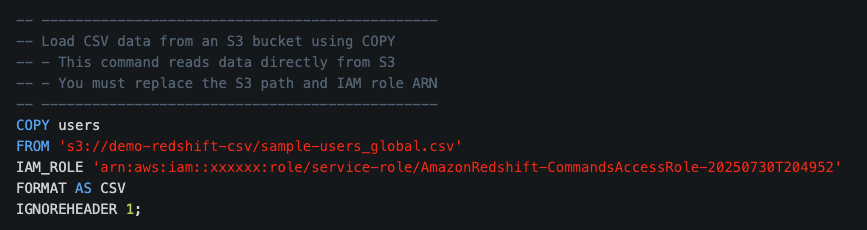 -- -----------------------------------------------
-- Load CSV data from an S3 bucket using COPY
-- - This command reads data directly from S3
-- - You must replace the S3 path and IAM role ARN
-- -----------------------------------------------
COPY users
FROM 's3://demo-redshift-csv/sample-users_global.csv'
IAM_ROLE 'arn:aws:iam::xxxxxx:role/service-role/AmazonRedshift-CommandsAccessRole-20250730T204952'
FORMAT AS CSV
IGNOREHEADER 1;